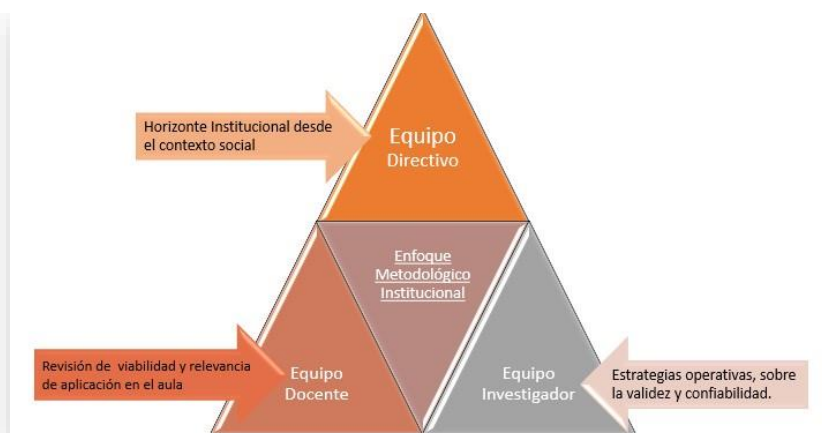 Horizonte Institucional desde
el contexto social
Equipo
Directivo
Enfoque
Metodológico
Institucional
Revisión de viabilidad y relevancia
de aplicación en el aula
Equipo
Docente
Equipo
Investigador
Estrategias operativas, sobre
la validez y confiabilidad.